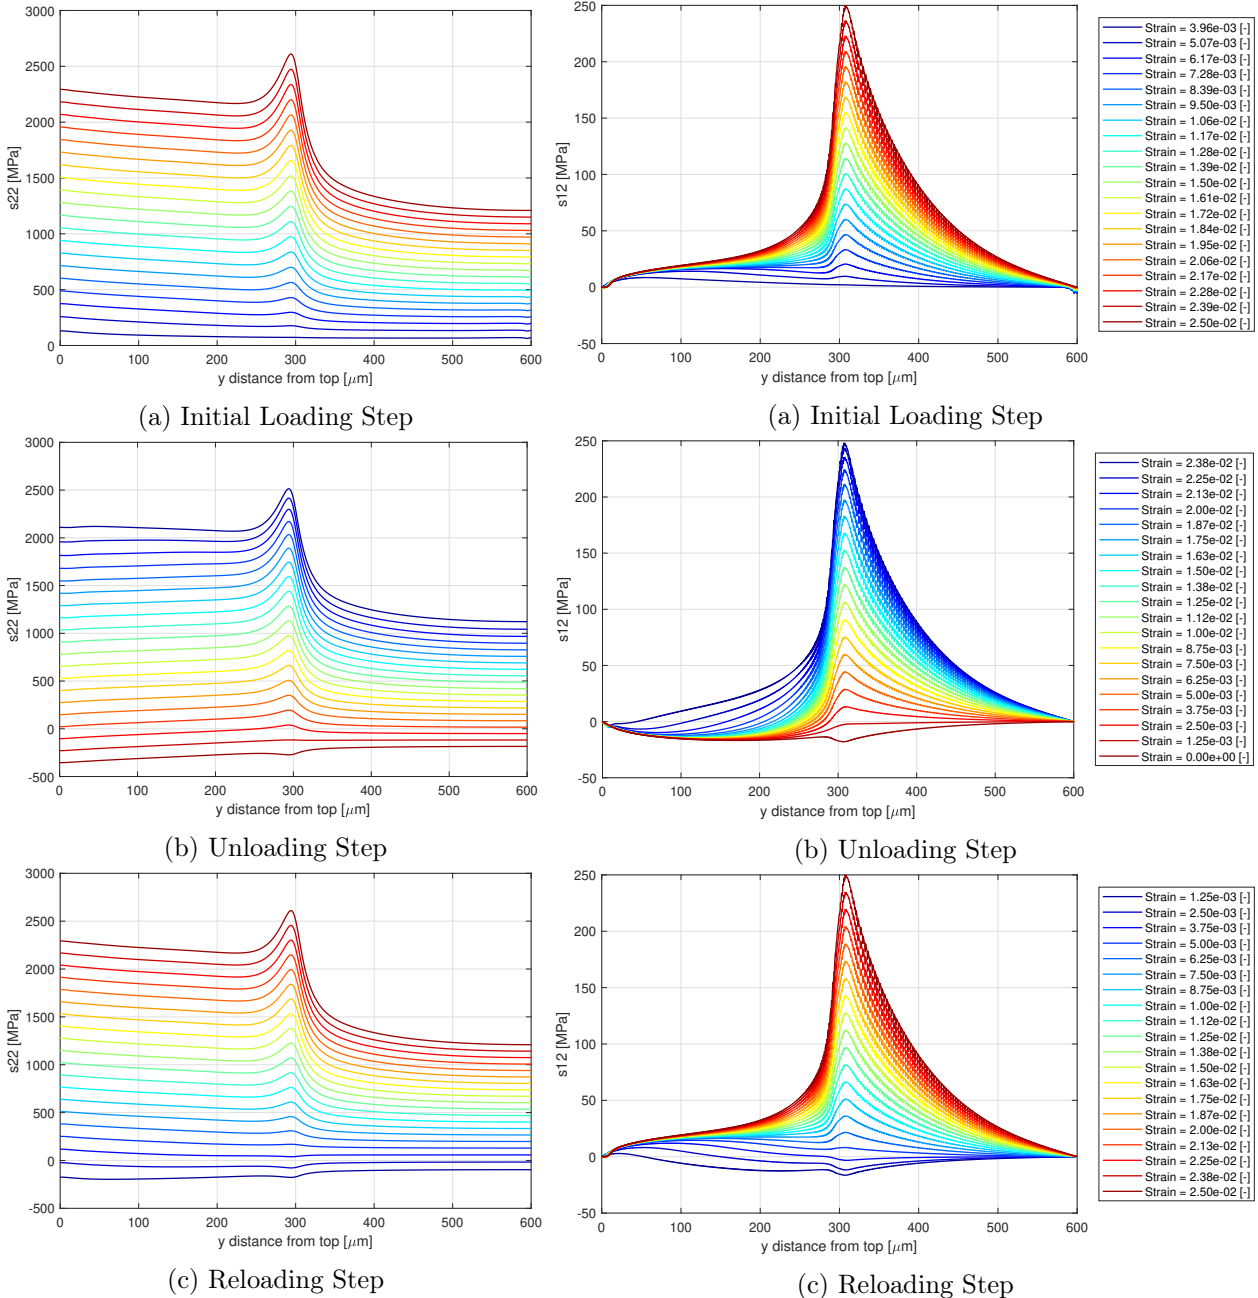 3000
2500
2000
1500
1000
500
0
s22 [MPa]
0 100 200 300 400 500 600
y distance from top [μm]
(a) Initial Loading Step
250
200
150
100
50
0
-50
s12 [MPa]
0 100 200 300 400 500 600
y distance from top [μm]
(a) Initial Loading Step
Strain = 3.96e-03 [-]
Strain = 5.07e-03 [-]
Strain = 6.17e-03 [-]
Strain = 7.28e-03 [-]
Strain = 8.39e-03 [-]
Strain = 9.50e-03 [-]
Strain = 1.06e-02 [-]
Strain = 1.17e-02 [-]
Strain = 1.28e-02 [-]
Strain = 1.39e-02 [-]
Strain = 1.50e-02 [-]
Strain = 1.61e-02 [-]
Strain = 1.72e-02 [-]
Strain = 1.84e-02 [-]
Strain = 1.95e-02 [-]
Strain = 2.06e-02 [-]
Strain = 2.17e-02 [-]
Strain = 2.28e-02 [-]
Strain = 2.39e-02 [-]
Strain = 2.50e-02 [-]
3000
2500
2000
1500
1000
500
0
-500
s22 [MPa]
0 100 200 300 400 500 600
y distance from top [μm]
(b) Unloading Step
250
200
150
100
50
0
-50
s12 [MPa]
0 100 200 300 400 500 600
y distance from top [μm]
(b) Unloading Step
Strain = 2.38e-02 [-]
Strain = 2.25e-02 [-]
Strain = 2.13e-02 [-]
Strain = 2.00e-02 [-]
Strain = 1.87e-02 [-]
Strain = 1.75e-02 [-]
Strain = 1.63e-02 [-]
Strain = 1.50e-02 [-]
Strain = 1.38e-02 [-]
Strain = 1.25e-02 [-]
Strain = 1.12e-02 [-]
Strain = 1.00e-02 [-]
Strain = 8.75e-03 [-]
Strain = 7.50e-03 [-]
Strain = 6.25e-03 [-]
Strain = 5.00e-03 [-]
Strain = 3.75e-03 [-]
Strain = 2.50e-03 [-]
Strain = 1.25e-03 [-]
Strain = 0.00e+00 [-]
3000
2500
2000
1500
1000
500
0
-500
s22 [MPa]
0 100 200 300 400 500 600
y distance from top [μm]
(c) Reloading Step
250
200
150
100
50
0
-50
s12 [MPa]
0 100 200 300 400 500 600
y distance from top [μm]
(c) Reloading Step
Strain = 1.25e-03 [-]
Strain = 2.50e-03 [-]
Strain = 3.75e-03 [-]
Strain = 5.00e-03 [-]
Strain = 6.25e-03 [-]
Strain = 7.50e-03 [-]
Strain = 8.75e-03 [-]
Strain = 1.00e-02 [-]
Strain = 1.12e-02 [-]
Strain = 1.25e-02 [-]
Strain = 1.38e-02 [-]
Strain = 1.50e-02 [-]
Strain = 1.63e-02 [-]
Strain = 1.75e-02 [-]
Strain = 1.87e-02 [-]
Strain = 2.00e-02 [-]
Strain = 2.13e-02 [-]
Strain = 2.25e-02 [-]
Strain = 2.38e-02 [-]
Strain = 2.50e-02 [-]